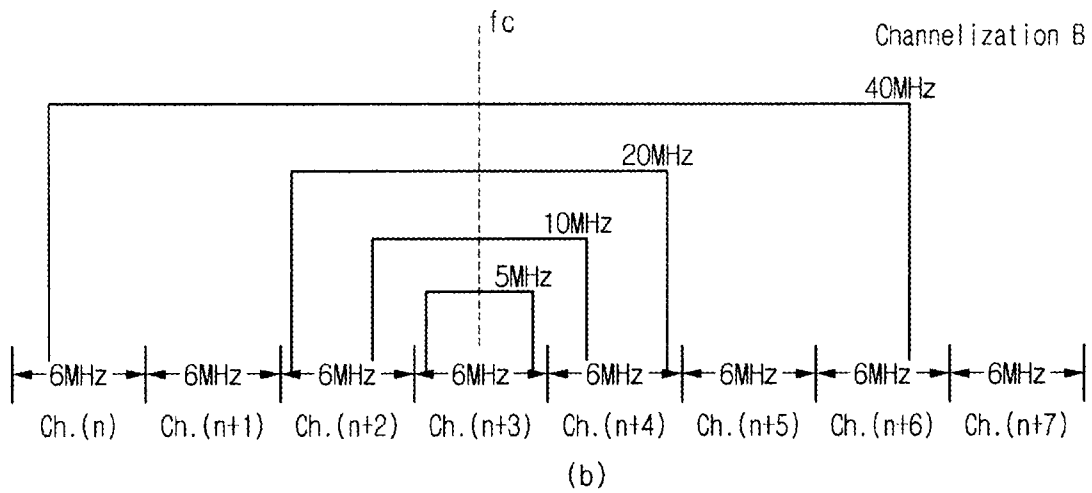 fc
Channelization B
40MHz
20MHz
10MHz
5MHz
6MHz 6MHz 6MHz 6MHz 6MHz 6MHz 6MHz 6MHz
Ch.(n) Ch.(n+1) Ch.(n+2) Ch.(n+3) Ch.(n+4) Ch.(n+5) Ch.(n+6) Ch.(n+7)
(b)